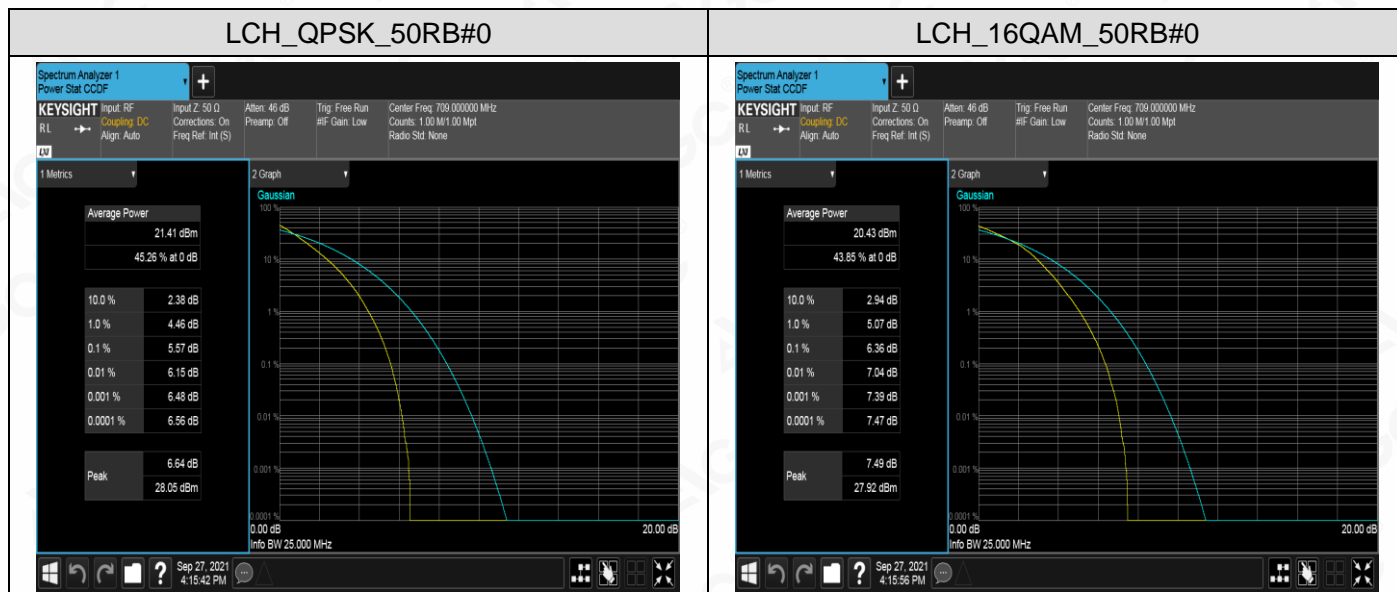 LCH_QPSK_50RB#0
LCH_16QAM_50RB#0
Spectrum Analyzer 1
Power Stat CCDF
+
KEYSIGHT
RL
LXI
Input: RF
Coupling: DC
Align: Auto
Input Z: 50 Ω
Corrections: On
Freq Ref: Int (S)
Atten: 46 dB
Preamp: Off
Trig: Free Run
#IF Gain: Low
Center Freq: 709.000000 MHz
Counts: 1.00 M/1.00 Mpt
Radio Std: None
1 Metrics
Average Power
21.41 dBm
45.26 % at 0 dB
10.0 % 2.38 dB
1.0 % 4.46 dB
0.1 % 5.57 dB
0.01 % 6.15 dB
0.001 % 6.48 dB
0.0001 % 6.56 dB
Peak
6.64 dB
28.05 dBm
2 Graph
Gaussian
100 %
10 %
1 %
0.1 %
0.01 %
0.001 %
0.0001 %
0.00 dB 20.00 dB
Info BW 25.000 MHz
?
Sep 27, 2021
4:15:42 PM
Spectrum Analyzer 1
Power Stat CCDF
+
KEYSIGHT
RL
LXI
Input: RF
Coupling: DC
Align: Auto
Input Z: 50 Ω
Corrections: On
Freq Ref: Int (S)
Atten: 46 dB
Preamp: Off
Trig: Free Run
#IF Gain: Low
Center Freq: 709.000000 MHz
Counts: 1.00 M/1.00 Mpt
Radio Std: None
1 Metrics
Average Power
20.43 dBm
43.85 % at 0 dB
10.0 % 2.94 dB
1.0 % 5.07 dB
0.1 % 6.36 dB
0.01 % 7.04 dB
0.001 % 7.39 dB
0.0001 % 7.47 dB
Peak
7.49 dB
27.92 dBm
2 Graph
Gaussian
100 %
10 %
1 %
0.1 %
0.01 %
0.001 %
0.0001 %
0.00 dB 20.00 dB
Info BW 25.000 MHz
?
Sep 27, 2021
4:15:56 PM